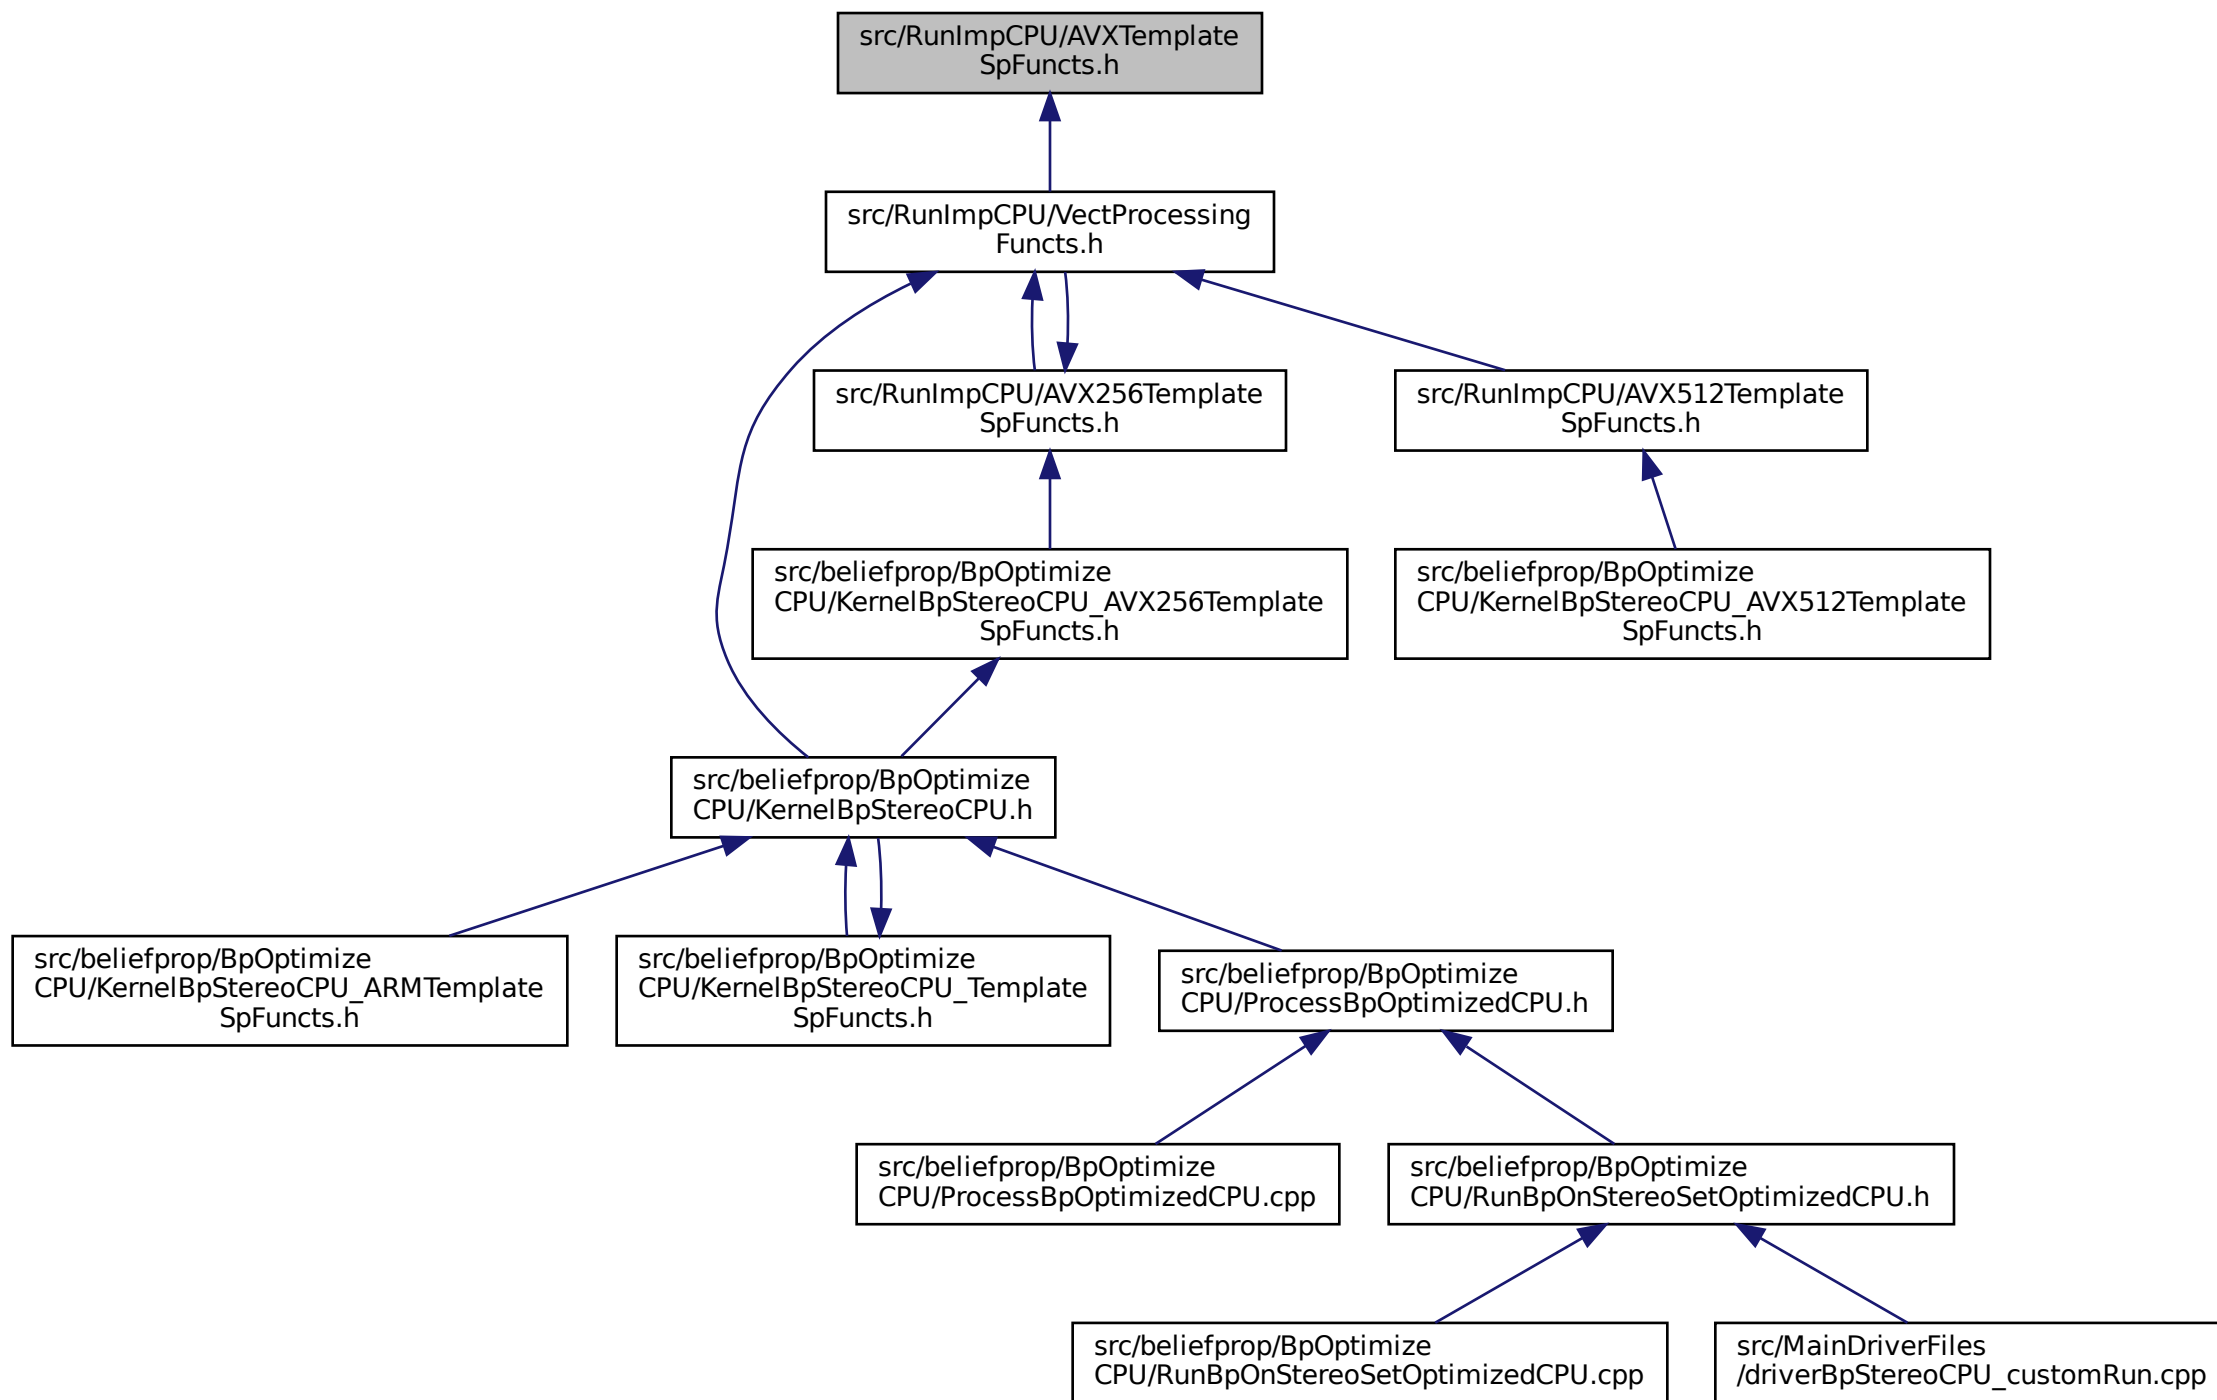 src/RunImpCPU/AVXTemplate
SpFuncts.h
src/RunImpCPU/VectProcessing
Functs.h
src/RunImpCPU/AVX256Template
SpFuncts.h
src/RunImpCPU/AVX512Template
SpFuncts.h
src/beliefprop/BpOptimize
CPU/KernelBpStereoCPU_AVX256Template
SpFuncts.h
src/beliefprop/BpOptimize
CPU/KernelBpStereoCPU_AVX512Template
SpFuncts.h
src/beliefprop/BpOptimize
CPU/KernelBpStereoCPU.h
src/beliefprop/BpOptimize
CPU/KernelBpStereoCPU_ARMTemplate
SpFuncts.h
src/beliefprop/BpOptimize
CPU/KernelBpStereoCPU_Template
SpFuncts.h
src/beliefprop/BpOptimize
CPU/ProcessBpOptimizedCPU.h
src/beliefprop/BpOptimize
CPU/ProcessBpOptimizedCPU.cpp
src/beliefprop/BpOptimize
CPU/RunBpOnStereoSetOptimizedCPU.h
src/beliefprop/BpOptimize
CPU/RunBpOnStereoSetOptimizedCPU.cpp
src/MainDriverFiles
/driverBpStereoCPU_customRun.cpp